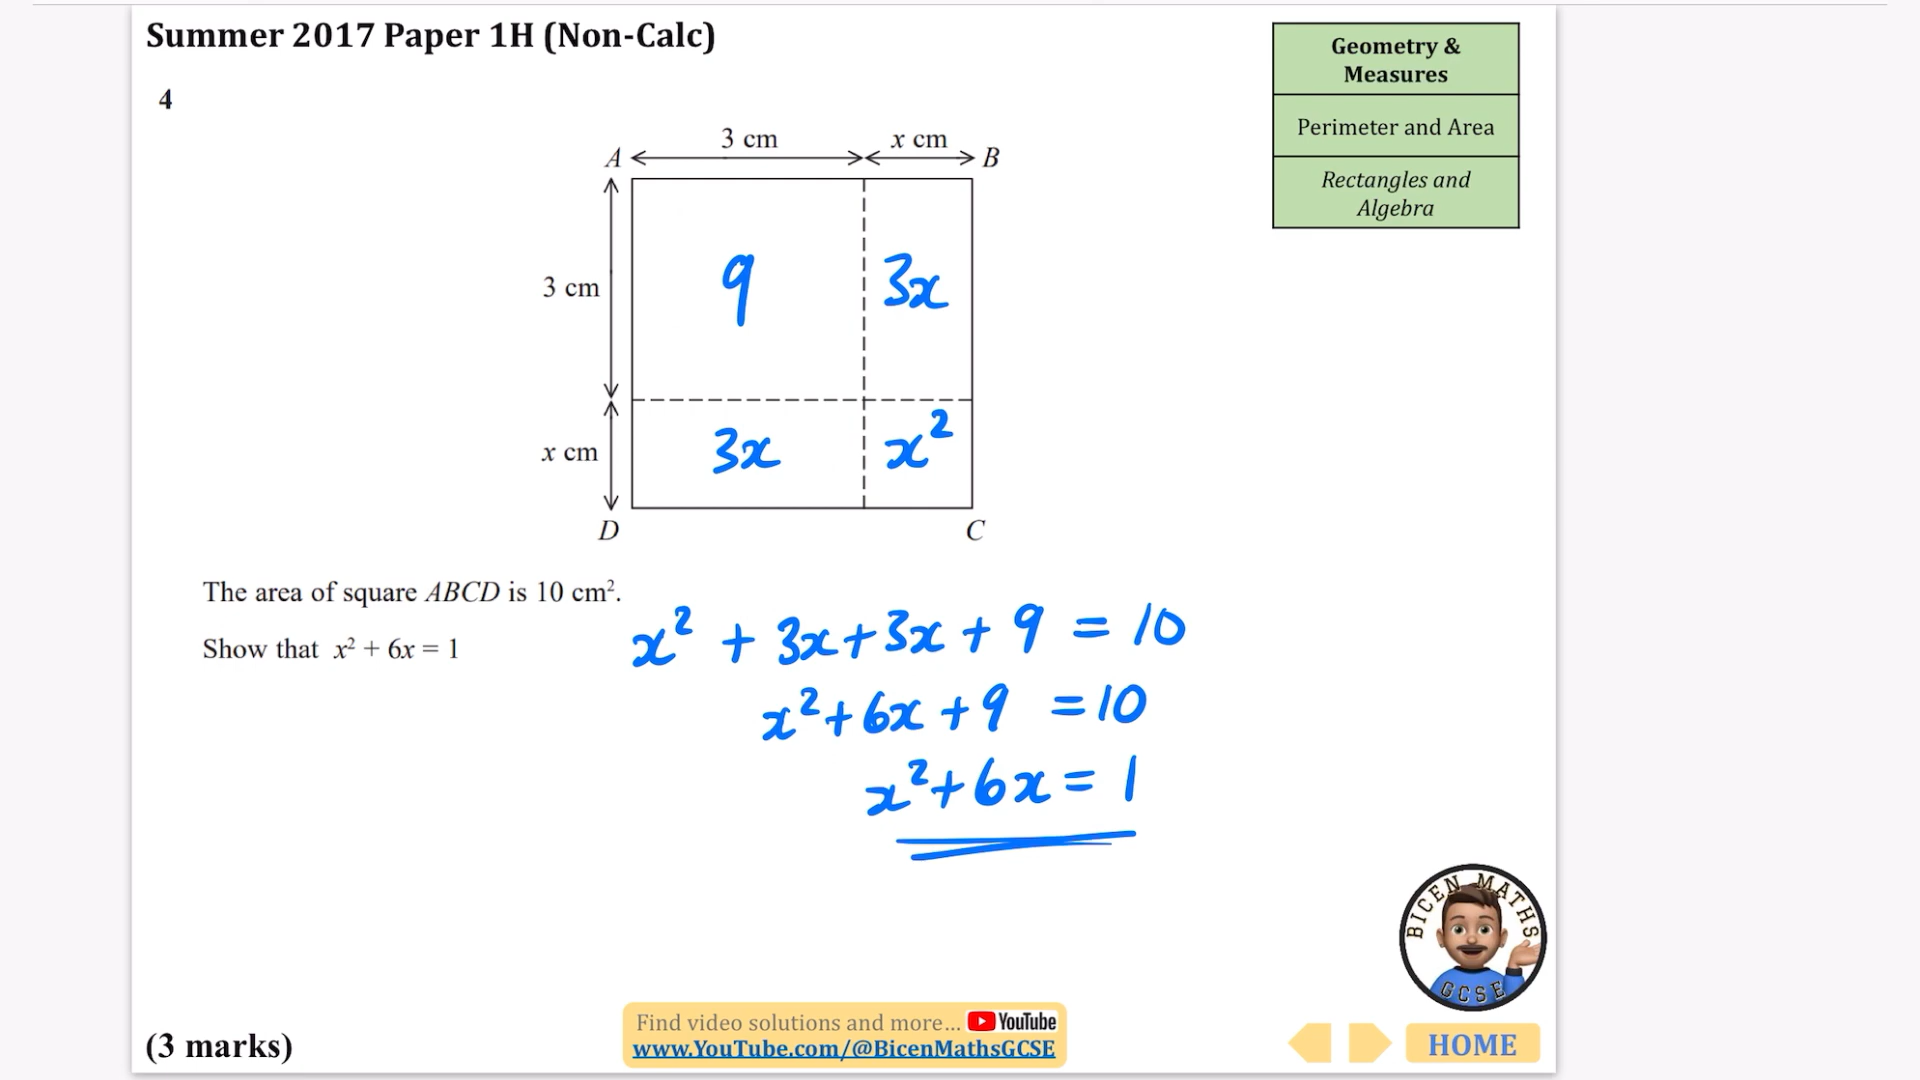 Summer 2017 Paper 1H (Non-Calc)
Geometry &
Measures
Perimeter and Area
Rectangles and
Algebra
4
3 cm
x cm
A
B
3 cm
9
3x
x cm
3x
x²
D
C
The area of square ABCD is 10 cm².
Show that x² + 6x = 1
x² + 3x + 3x + 9 = 10
x² + 6x + 9 = 10
x² + 6x = 1
BICEN MATHS
GCSE
(3 marks)
Find video solutions and more... YouTube
www.YouTube.com/@BicenMathsGCSE
HOME